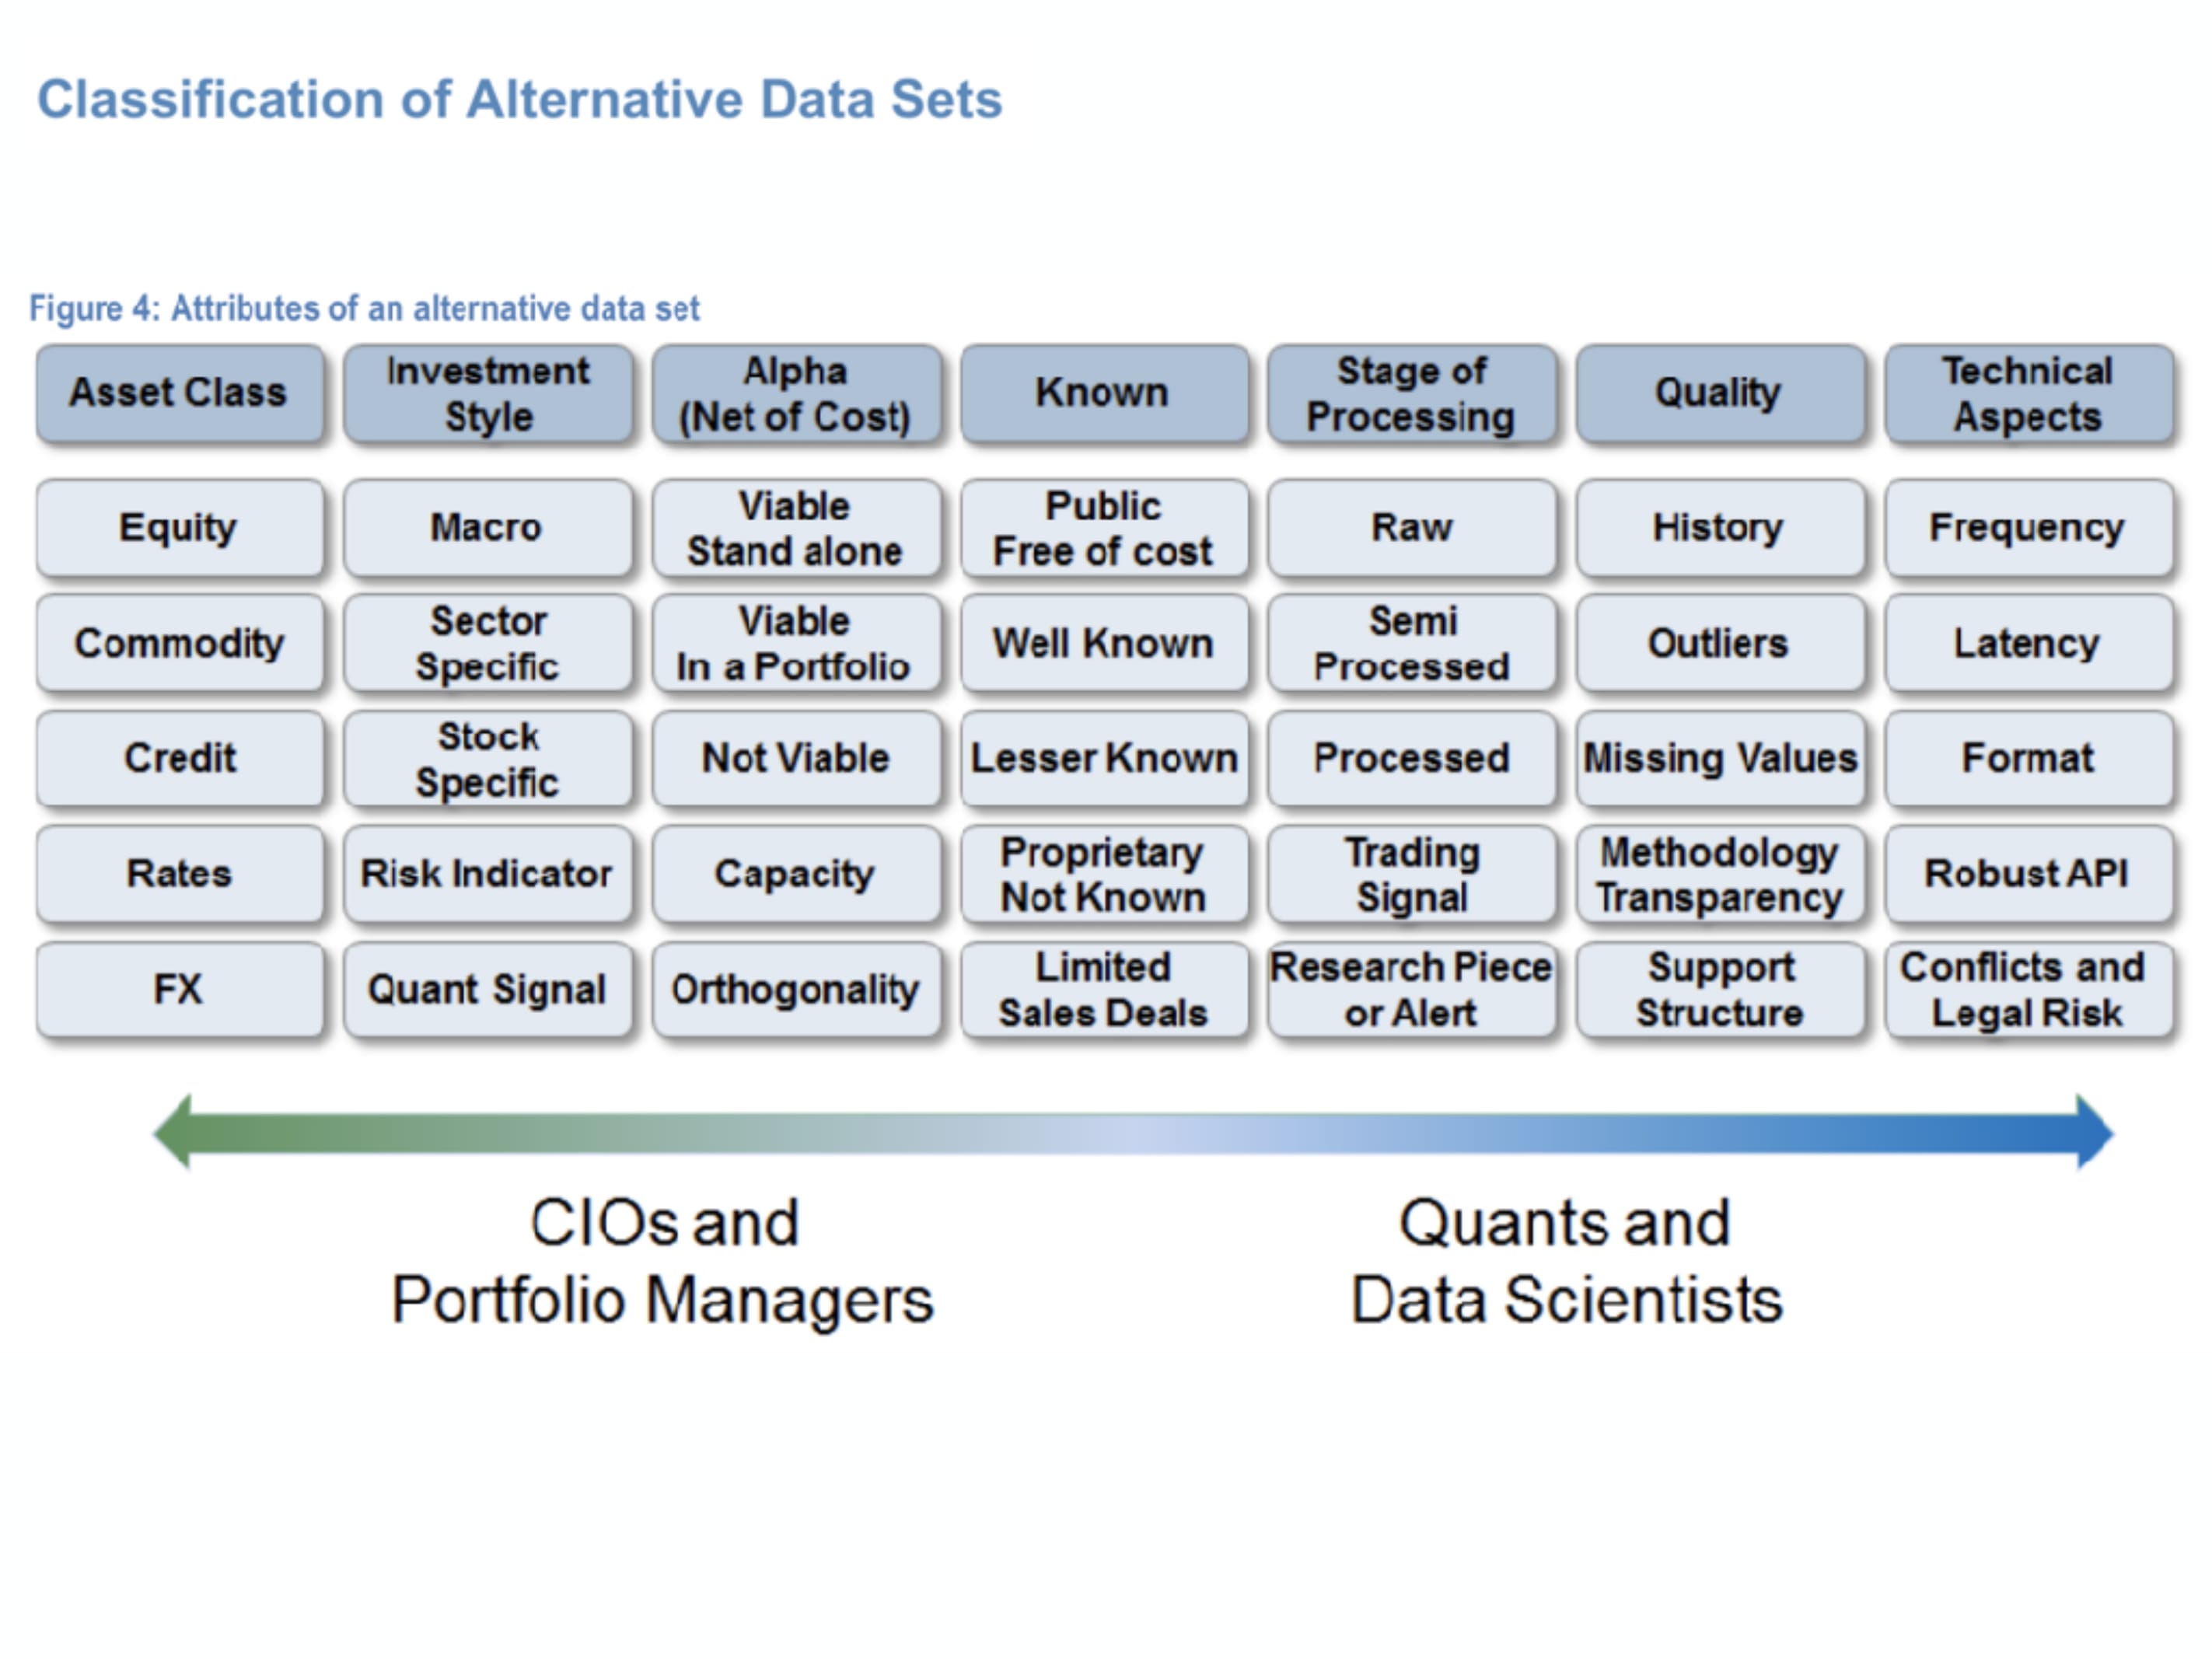 Classification of Alternative Data Sets
Figure 4: Attributes of an alternative data set
Asset Class
Investment
Style
Alpha
(Net of Cost)
Known
Stage of
Processing
Quality
Technical
Aspects
Equity
Macro
Viable
Stand alone
Public
Free of cost
Raw
History
Frequency
Commodity
Sector
Specific
Viable
In a Portfolio
Well Known
Semi
Processed
Outliers
Latency
Credit
Stock
Specific
Not Viable
Lesser Known
Processed
Missing Values
Format
Rates
Risk Indicator
Capacity
Proprietary
Not Known
Trading
Signal
Methodology
Transparency
Robust API
FX
Quant Signal
Orthogonality
Limited
Sales Deals
Research Piece
or Alert
Support
Structure
Conflicts and
Legal Risk
CIOs and
Portfolio Managers
Quants and
Data Scientists